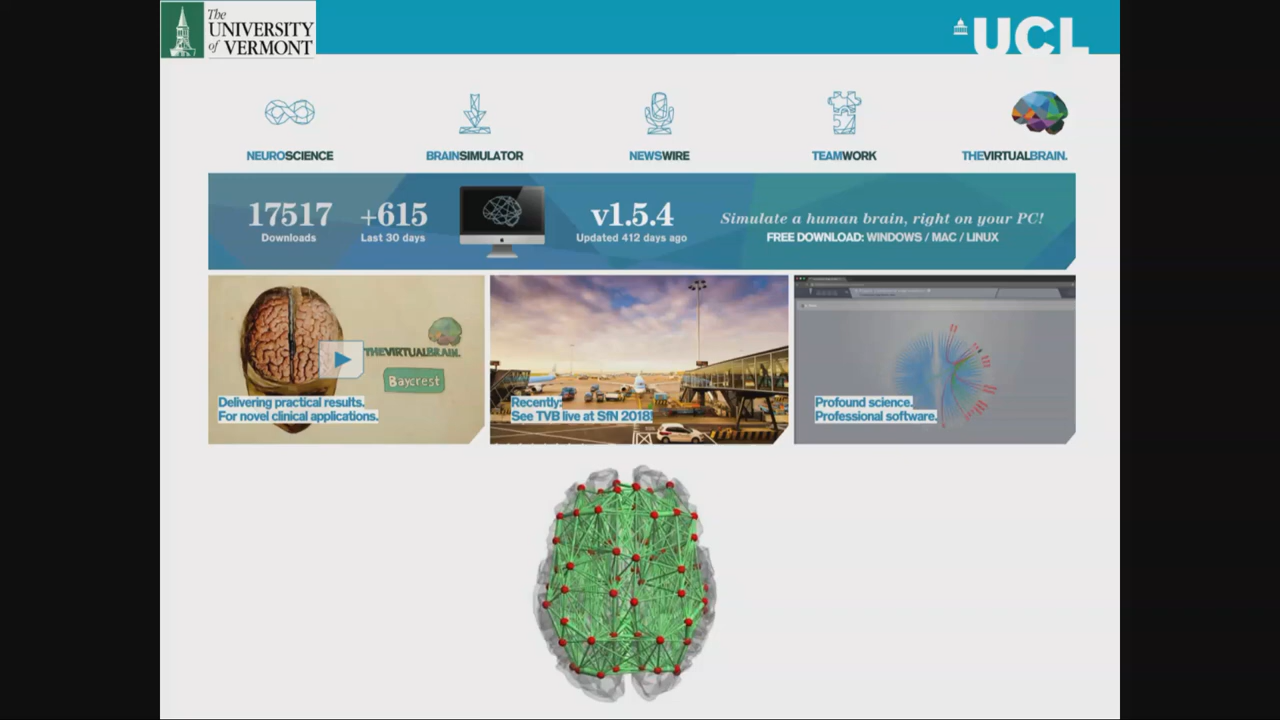 The
UNIVERSITY
of VERMONT
UCL
NEUROSCIENCE
BRAINSIMULATOR
NEWSWIRE
TEAMWORK
THEVIRTUALBRAIN.
17517
Downloads
+615
Last 30 days
v1.5.4
Updated 412 days ago
Simulate a human brain, right on your PC!
FREE DOWNLOAD: WINDOWS / MAC / LINUX
THEVIRTUALBRAIN.
Baycrest
Delivering practical results.
For novel clinical applications.
Recently:
See TVB live at SfN 2018!
Profound science.
Professional software.